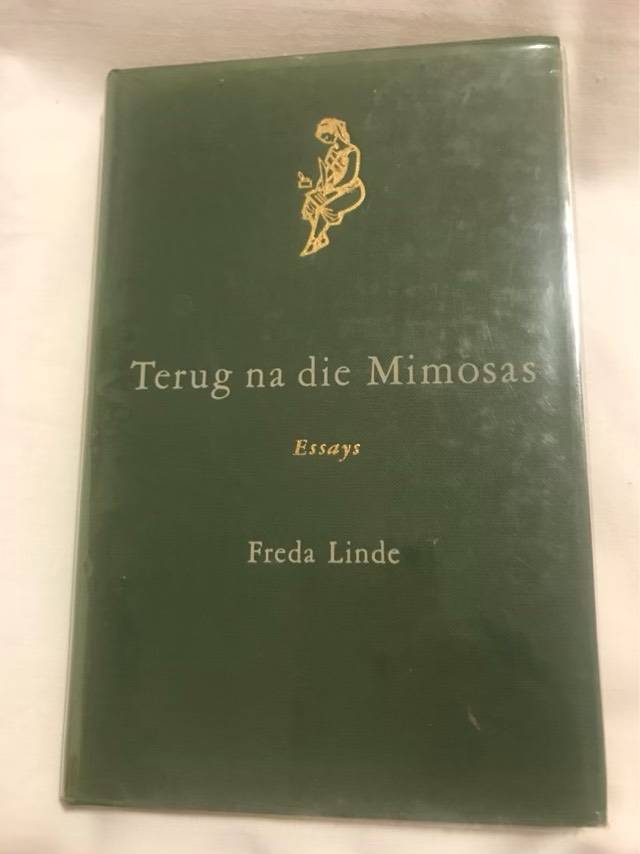 Terug na die Mimosas
Essays
Freda Linde